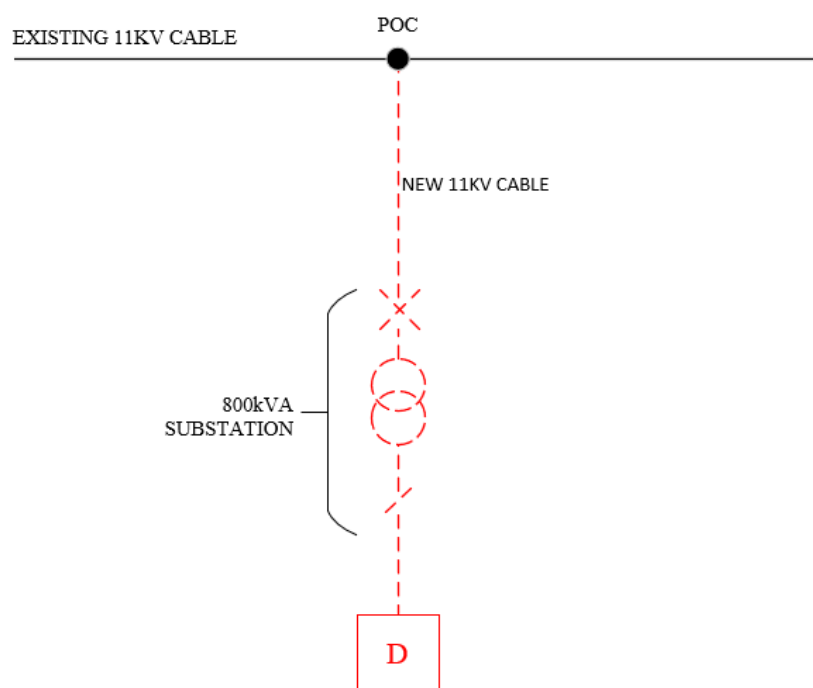 POC
EXISTING 11KV CABLE
NEW 11KV CABLE
800kVA
SUBSTATION
D